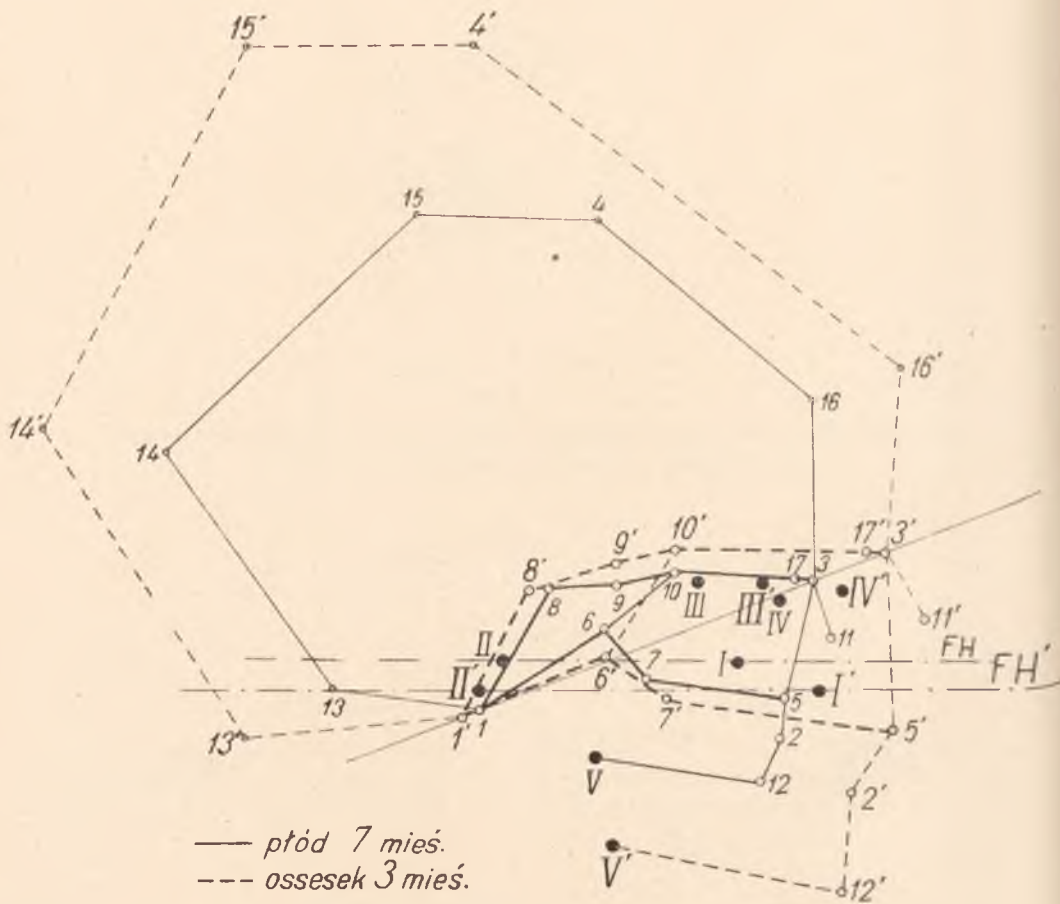 15' 4'
15 4
16'
16
14'
14
10' 17' 3'
9'
8' 10 17 3
8 9 III III' IV IV'
6 11 11'
II I FH
6' 7 FH'
II' I'
13 7' 5
1' 1 5'
13' 2
V 12 2'
V' 12'
płód 7 mieś.
ossesek 3 mieś.